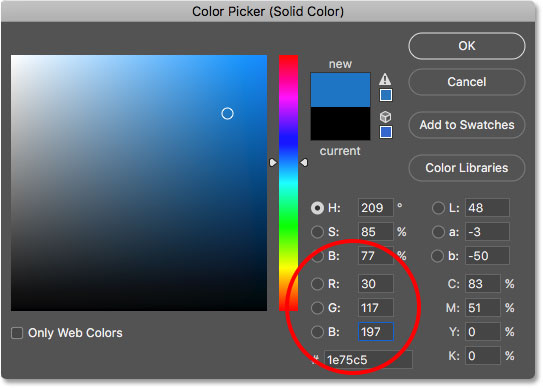 Color Picker (Solid Color)
new
current
OK
Cancel
Add to Swatches
Color Libraries
H: 209 °
S: 85 %
B: 77 %
R: 30
G: 117
B: 197
# 1e75c5
L: 48
a: -3
b: -50
C: 83 %
M: 51 %
Y: 0 %
K: 0 %
Only Web Colors